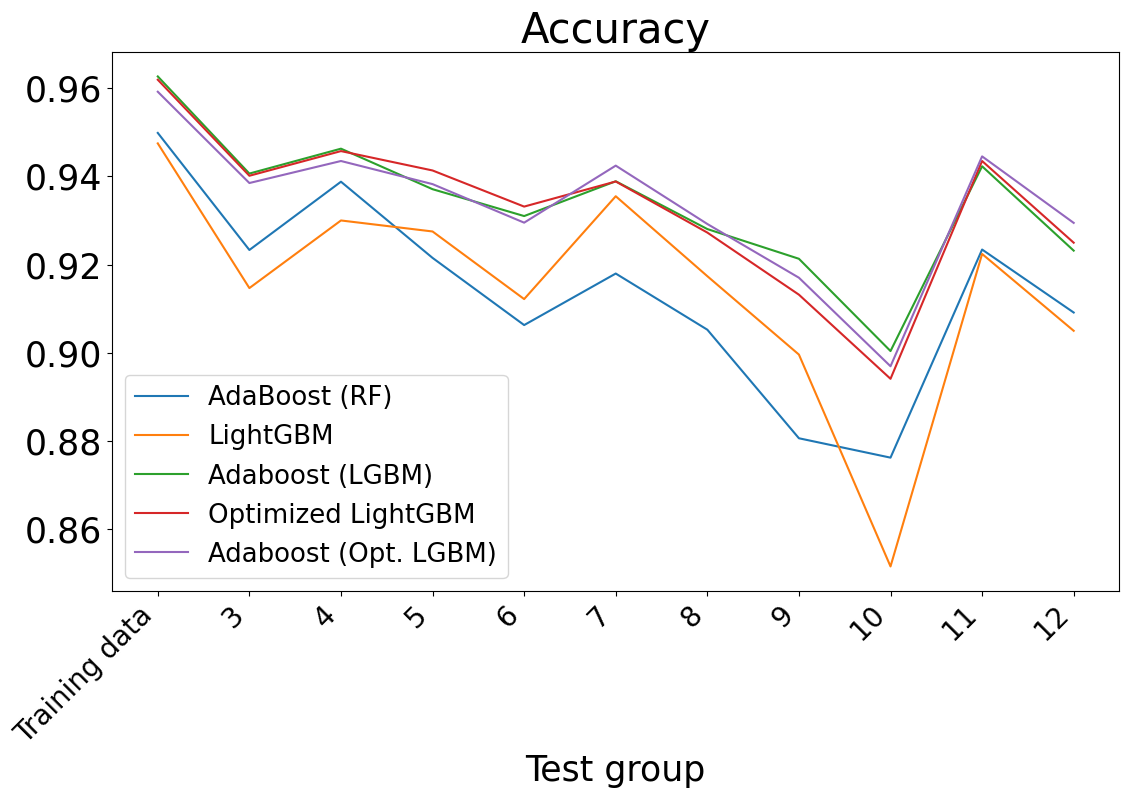 Accuracy
0.96
0.94
0.92
0.90
0.88
0.86
AdaBoost (RF)
LightGBM
Adaboost (LGBM)
Optimized LightGBM
Adaboost (Opt. LGBM)
Training data
3
4
5
6
7
8
9
10
11
12
Test group